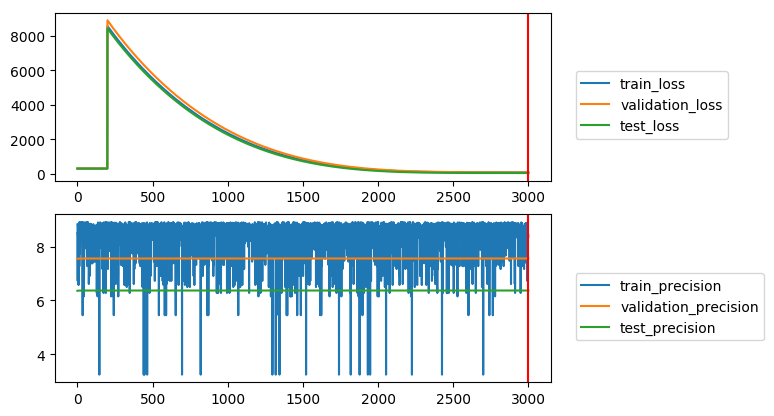 8000
6000
4000
2000
0
train_loss
validation_loss
test_loss
0 500 1000 1500 2000 2500 3000
8
6
4
train_precision
validation_precision
test_precision
0 500 1000 1500 2000 2500 3000